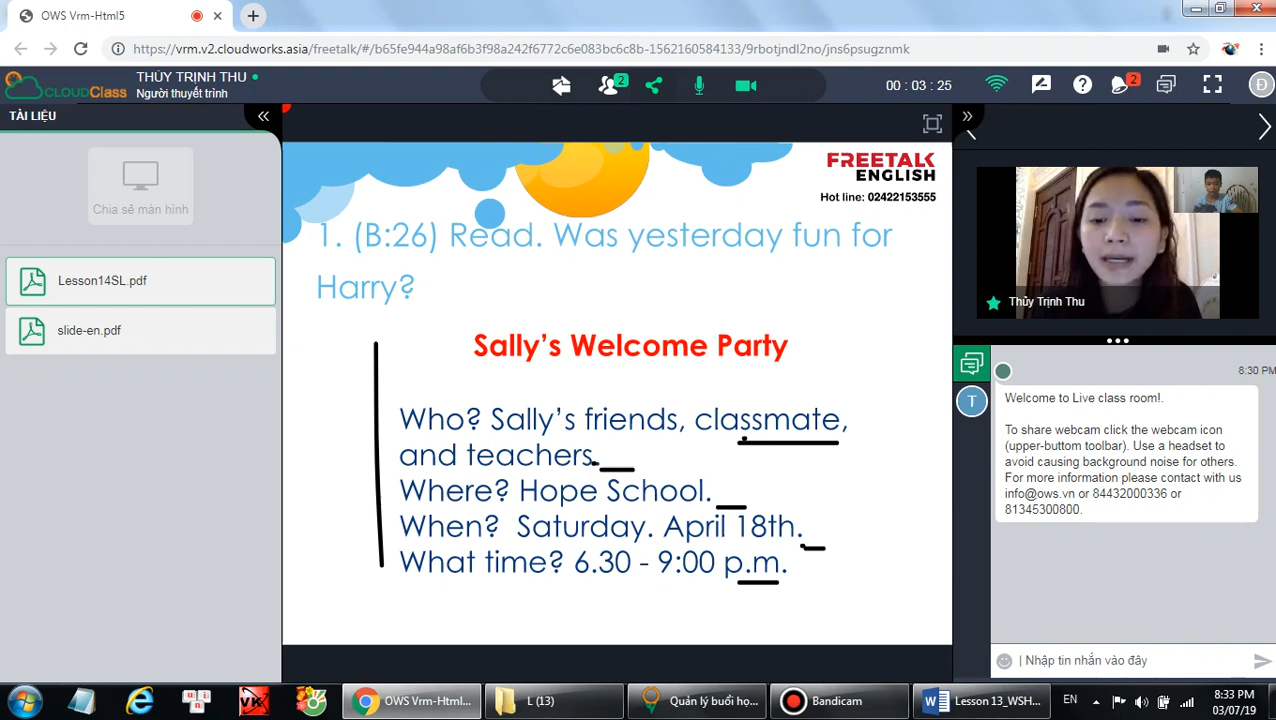 OWS Vrm-Html5
https://vrm.v2.cloudworks.asia/freetalk/#/b65fe944a98af6b3f98a242f6772c6e083bc6c8b-1562160584133/9rbotjndl2no/jns6psugznmk
CLOUDClass
THỦY TRỊNH THU
Người thuyết trình
2
00 : 03 : 25
2
Đ
TÀI LIỆU
Chia sẻ màn hình
Lesson14SL.pdf
slide-en.pdf
FREETALK
ENGLISH
Hot line: 02422153555
1. (B:26) Read. Was yesterday fun for
Harry?
Sally's Welcome Party
Who? Sally's friends, classmate,
and teachers.
Where? Hope School.
When? Saturday. April 18th.
What time? 6.30 - 9:00 p.m.
Thủy Trịnh Thu
8:30 PM
T
Welcome to Live class room!.
To share webcam click the webcam icon
(upper-buttom toolbar). Use a headset to
avoid causing background noise for others.
For more information please contact with us
info@ows.vn or 84432000336 or
81345300800.
Nhập tin nhắn vào đây
OWS Vrm-Html...
L (13)
Quản lý buổi họ...
Bandicam
Lesson 13_WSH...
EN
8:33 PM
03/07/19